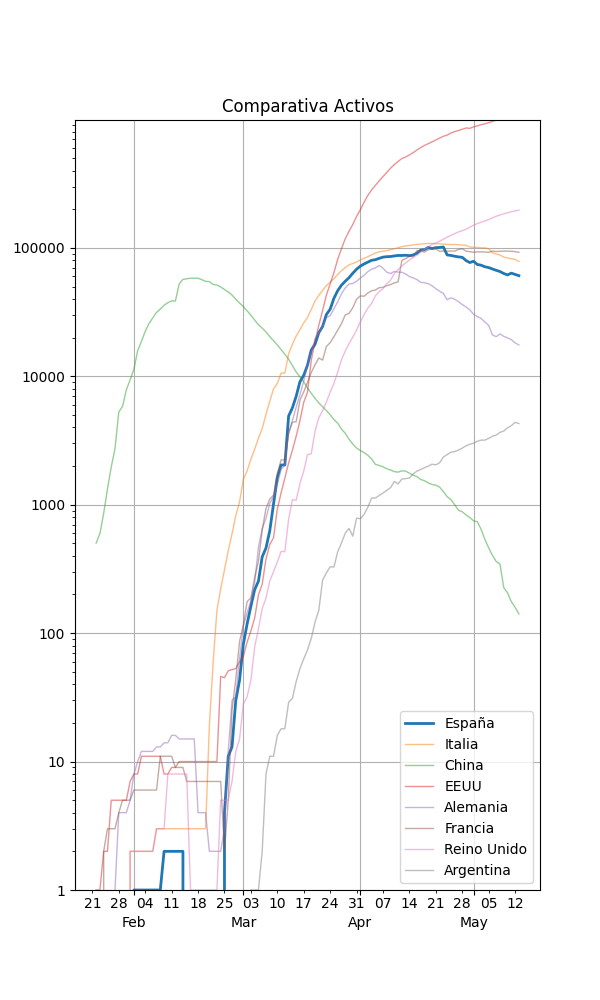 Comparativa Activos
100000
10000
1000
100
10
1
España
Italia
China
EEUU
Alemania
Francia
Reino Unido
Argentina
21 28 04 11 18 25 03 10 17 24 31 07 14 21 28 05 12
Feb Mar Apr May